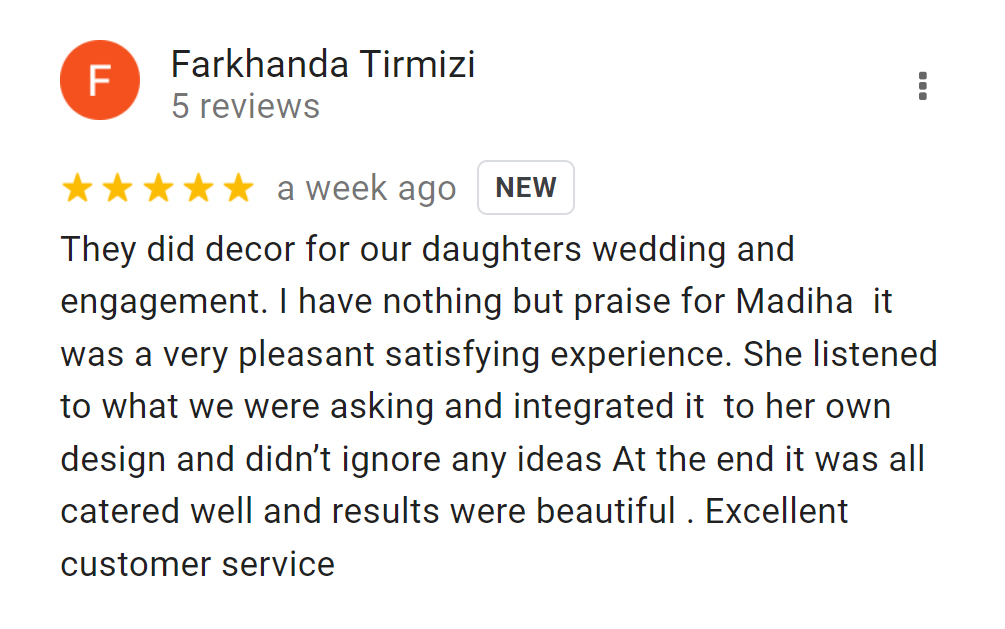 F
Farkhanda Tirmizi
5 reviews
a week ago NEW
They did decor for our daughters wedding and
engagement. I have nothing but praise for Madiha  it
was a very pleasant satisfying experience. She listened
to what we were asking and integrated it  to her own
design and didn’t ignore any ideas At the end it was all
catered well and results were beautiful . Excellent
customer service